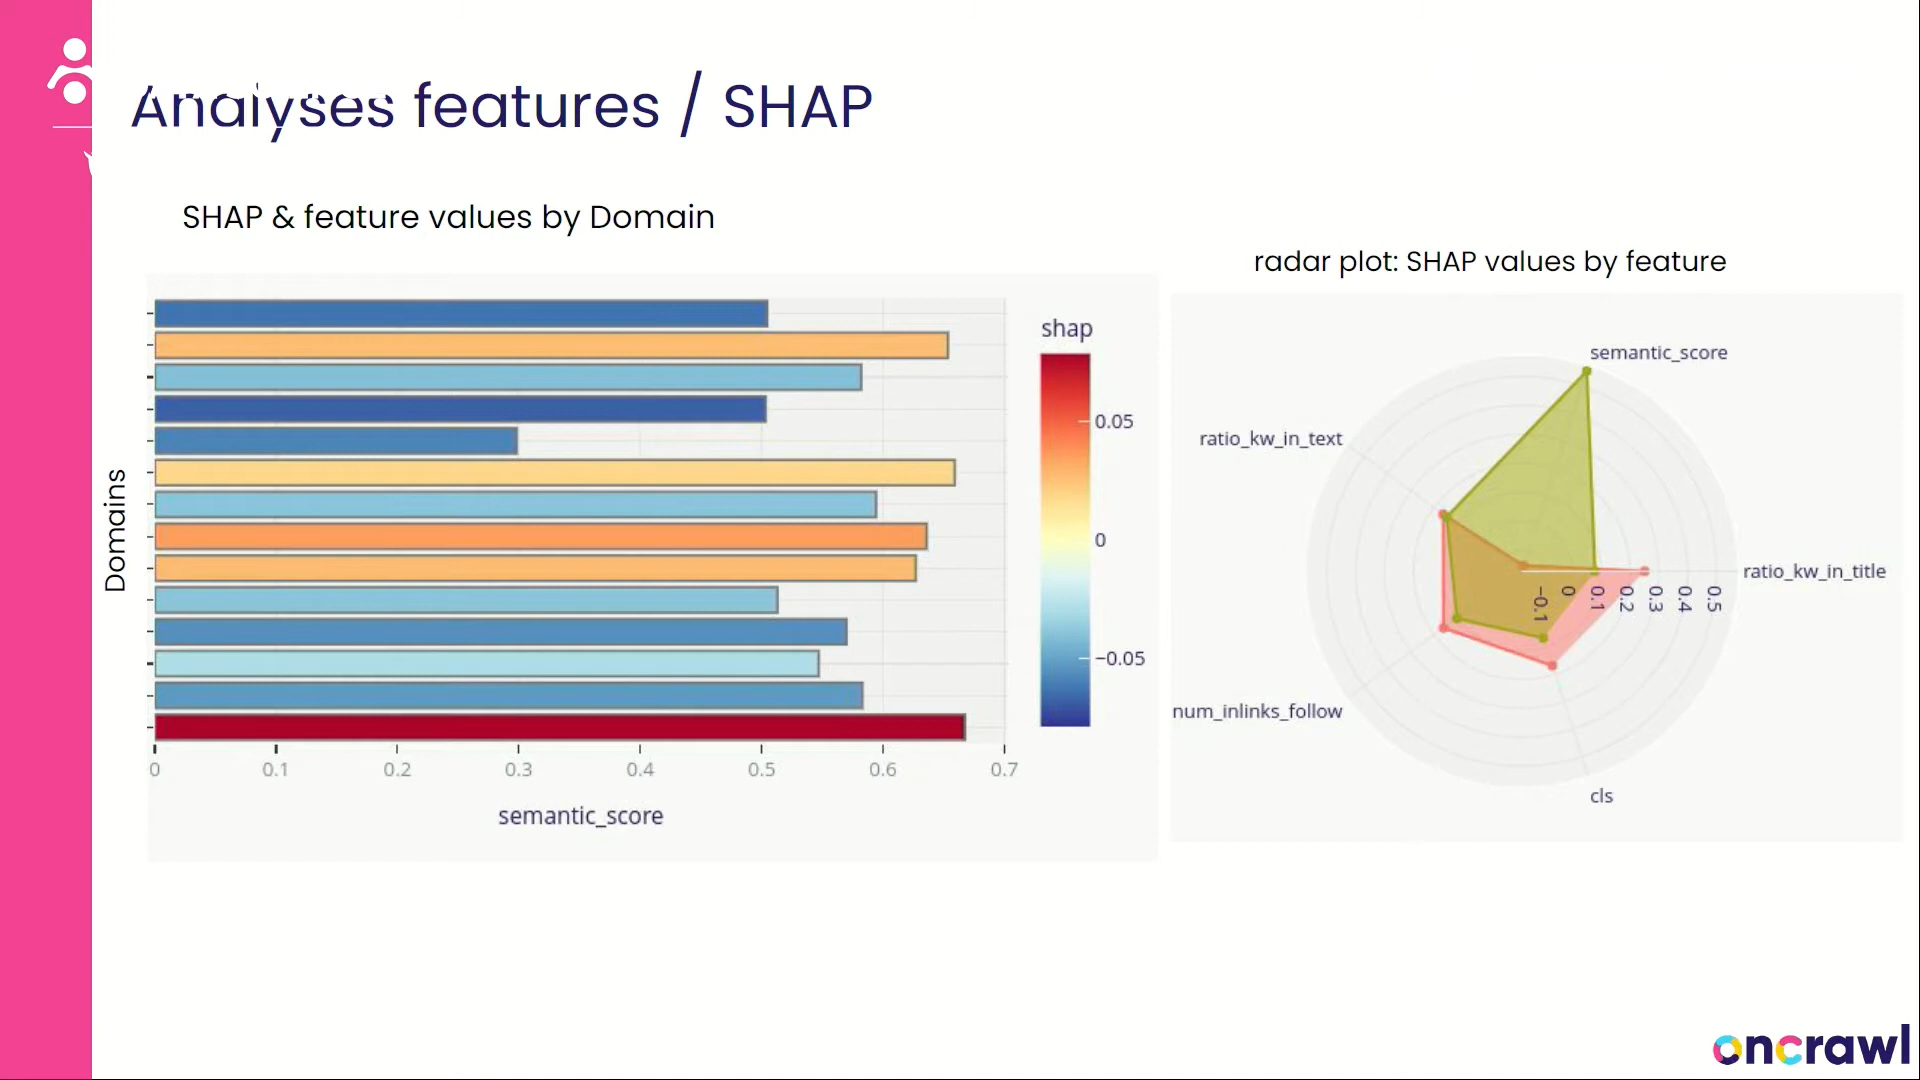 Analyses features / SHAP
SHAP & feature values by Domain
radar plot: SHAP values by feature
Domains
0
0.1
0.2
0.3
0.4
0.5
0.6
0.7
semantic_score
shap
0.05
0
−0.05
semantic_score
ratio_kw_in_text
ratio_kw_in_title
−0.1
0
0.1
0.2
0.3
0.4
0.5
num_inlinks_follow
cls
oncrawl